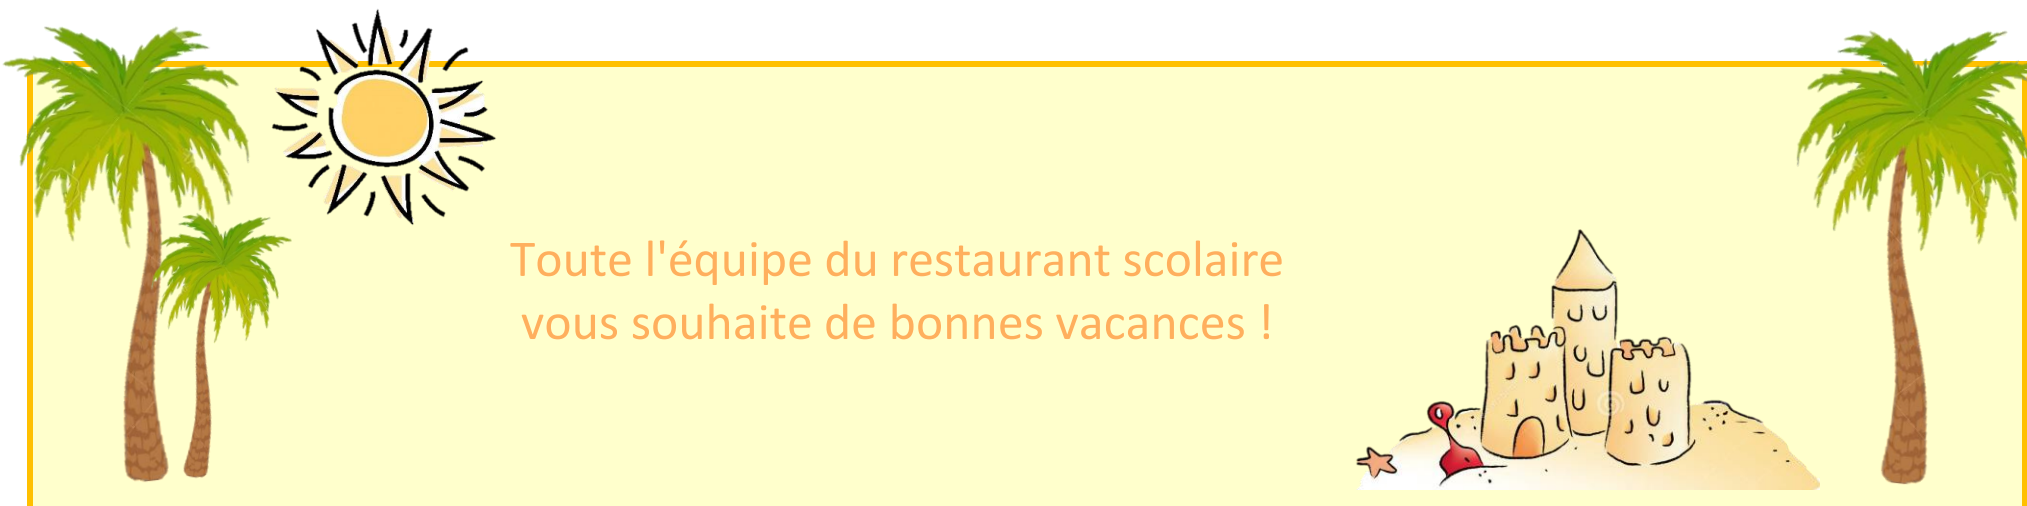 Toute l'équipe du restaurant scolaire
vous souhaite de bonnes vacances !